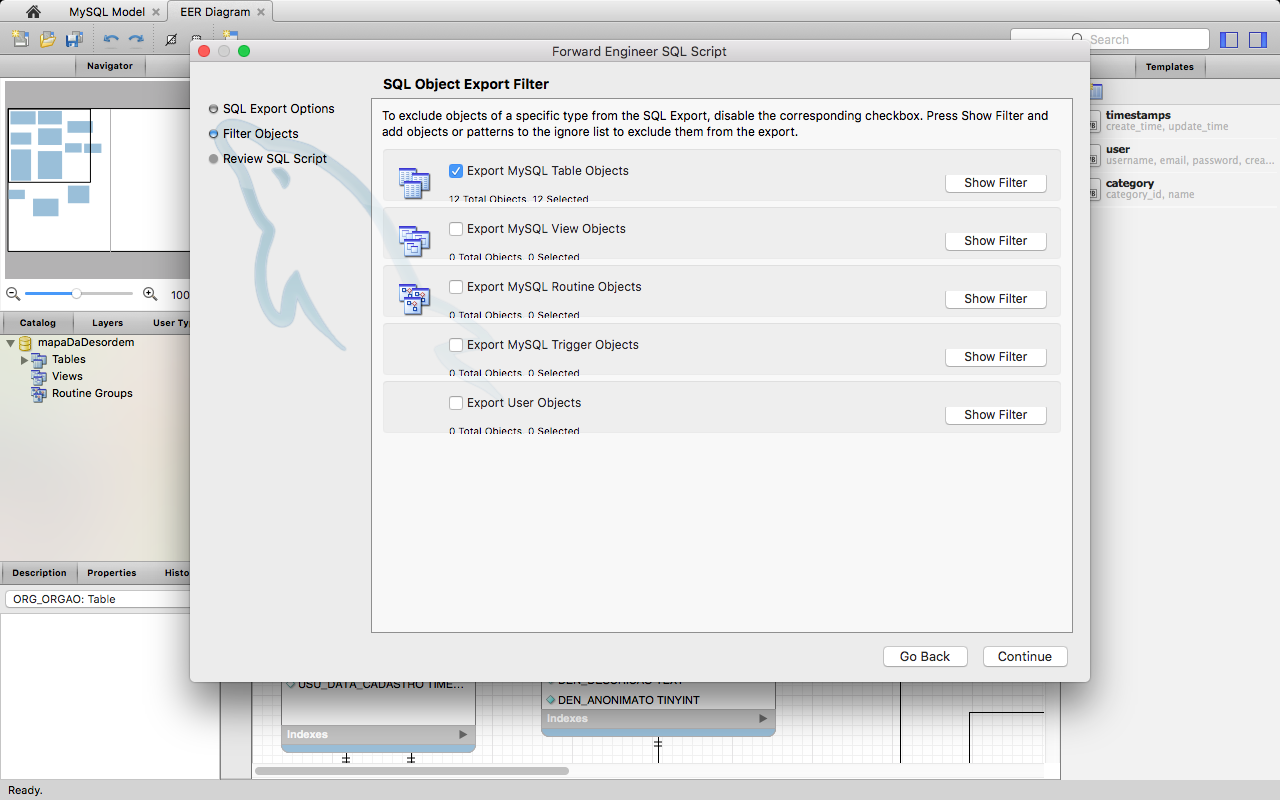 MySQL Model
EER Diagram
Search
Forward Engineer SQL Script
Navigator
Templates
SQL Object Export Filter
SQL Export Options
Filter Objects
Review SQL Script
To exclude objects of a specific type from the SQL Export, disable the corresponding checkbox. Press Show Filter and
add objects or patterns to the ignore list to exclude them from the export.
Export MySQL Table Objects
12 Total Objects, 12 Selected
Show Filter
Export MySQL View Objects
0 Total Objects, 0 Selected
Show Filter
Export MySQL Routine Objects
0 Total Objects, 0 Selected
Show Filter
Export MySQL Trigger Objects
0 Total Objects, 0 Selected
Show Filter
Export User Objects
0 Total Objects, 0 Selected
Show Filter
Go Back
Continue
timestamps
create_time, update_time
user
username, email, password, crea...
category
category_id, name
100
Catalog
Layers
User Ty
mapaDaDesordem
Tables
Views
Routine Groups
Description
Properties
Histo
ORG_ORGAO: Table
USU_DATA_CADASTRO TIME...
Indexes
DEN_DESCRICAO TEXT
DEN_ANONIMATO TINYINT
Indexes
Ready.